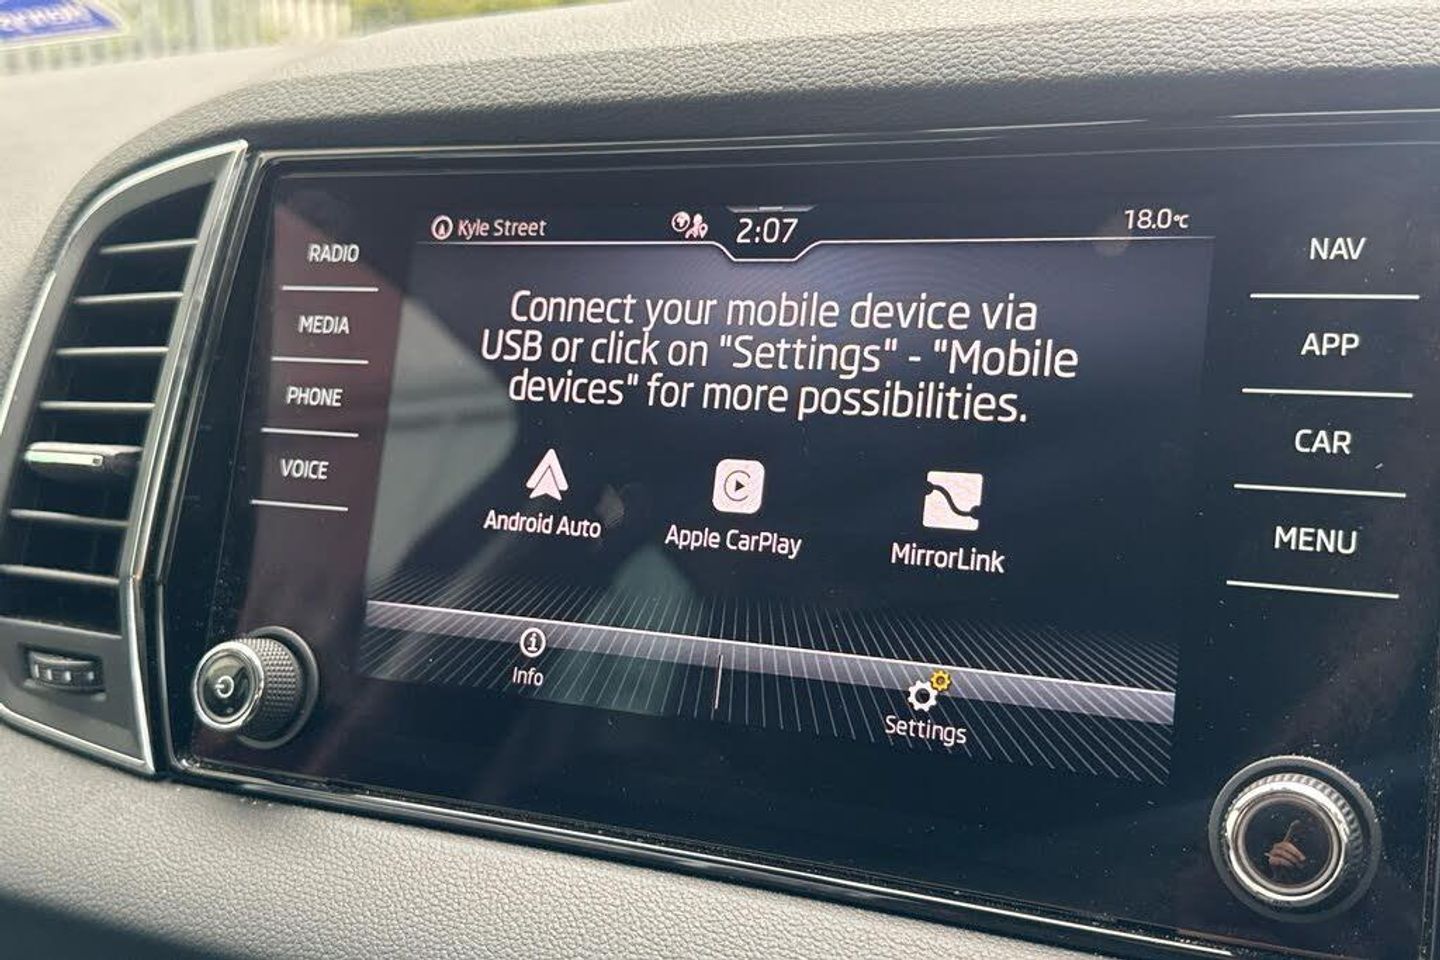 Kyle Street
2:07
18.0°C
RADIO
MEDIA
PHONE
VOICE
Connect your mobile device via
USB or click on "Settings" - "Mobile
devices" for more possibilities.
Android Auto
Apple CarPlay
MirrorLink
Info
Settings
NAV
APP
CAR
MENU